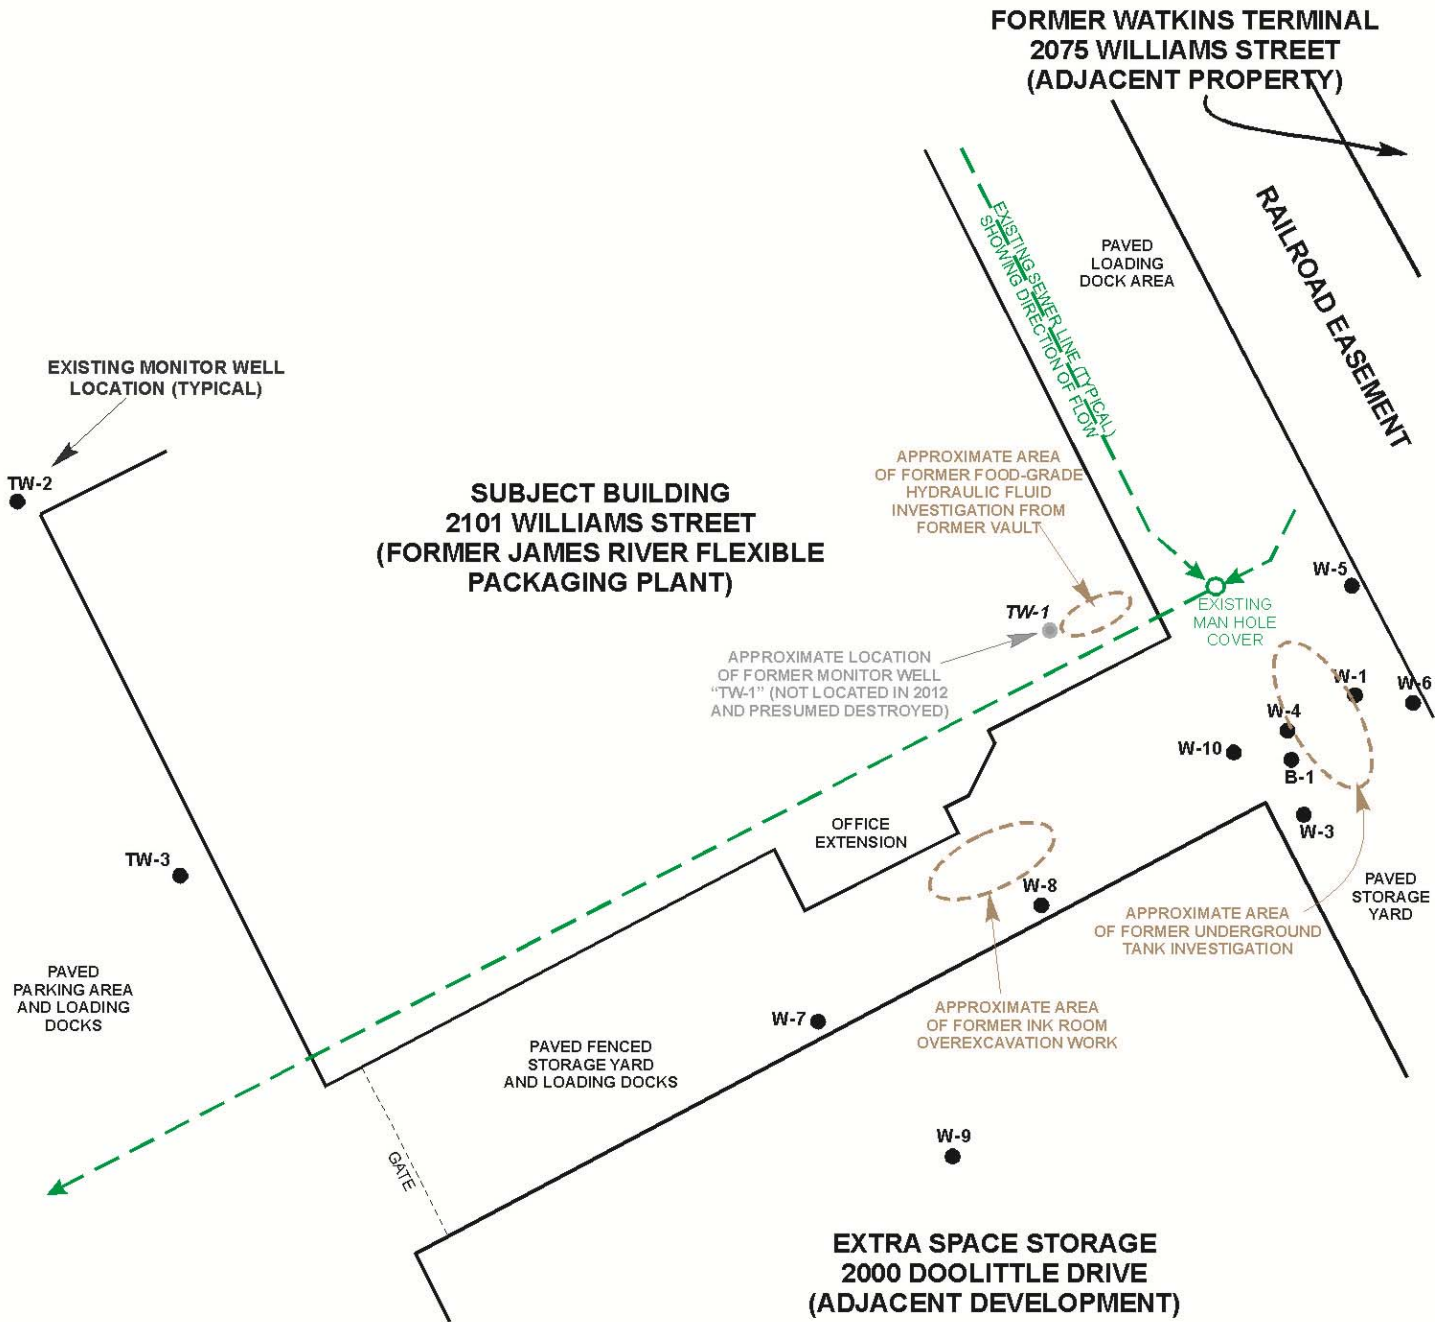 FORMER WATKINS TERMINAL
2075 WILLIAMS STREET
(ADJACENT PROPERTY)
EXISTING SEWER LINE (TYPICAL)
SHOWING DIRECTION OF FLOW
PAVED
LOADING
DOCK AREA
RAILROAD EASEMENT
EXISTING MONITOR WELL
LOCATION (TYPICAL)
TW-2
SUBJECT BUILDING
2101 WILLIAMS STREET
(FORMER JAMES RIVER FLEXIBLE
PACKAGING PLANT)
APPROXIMATE AREA
OF FORMER FOOD-GRADE
HYDRAULIC FLUID
INVESTIGATION FROM
FORMER VAULT
W-5
EXISTING
MAN HOLE
COVER
TW-1
APPROXIMATE LOCATION
OF FORMER MONITOR WELL
“TW-1” (NOT LOCATED IN 2012
AND PRESUMED DESTROYED)
W-1
W-6
W-4
W-10
B-1
W-3
OFFICE
EXTENSION
TW-3
W-8
PAVED
STORAGE
YARD
APPROXIMATE AREA
OF FORMER UNDERGROUND
TANK INVESTIGATION
PAVED
PARKING AREA
AND LOADING
DOCKS
APPROXIMATE AREA
OF FORMER INK ROOM
OVEREXCAVATION WORK
W-7
PAVED FENCED
STORAGE YARD
AND LOADING DOCKS
W-9
GATE
EXTRA SPACE STORAGE
2000 DOOLITTLE DRIVE
(ADJACENT DEVELOPMENT)